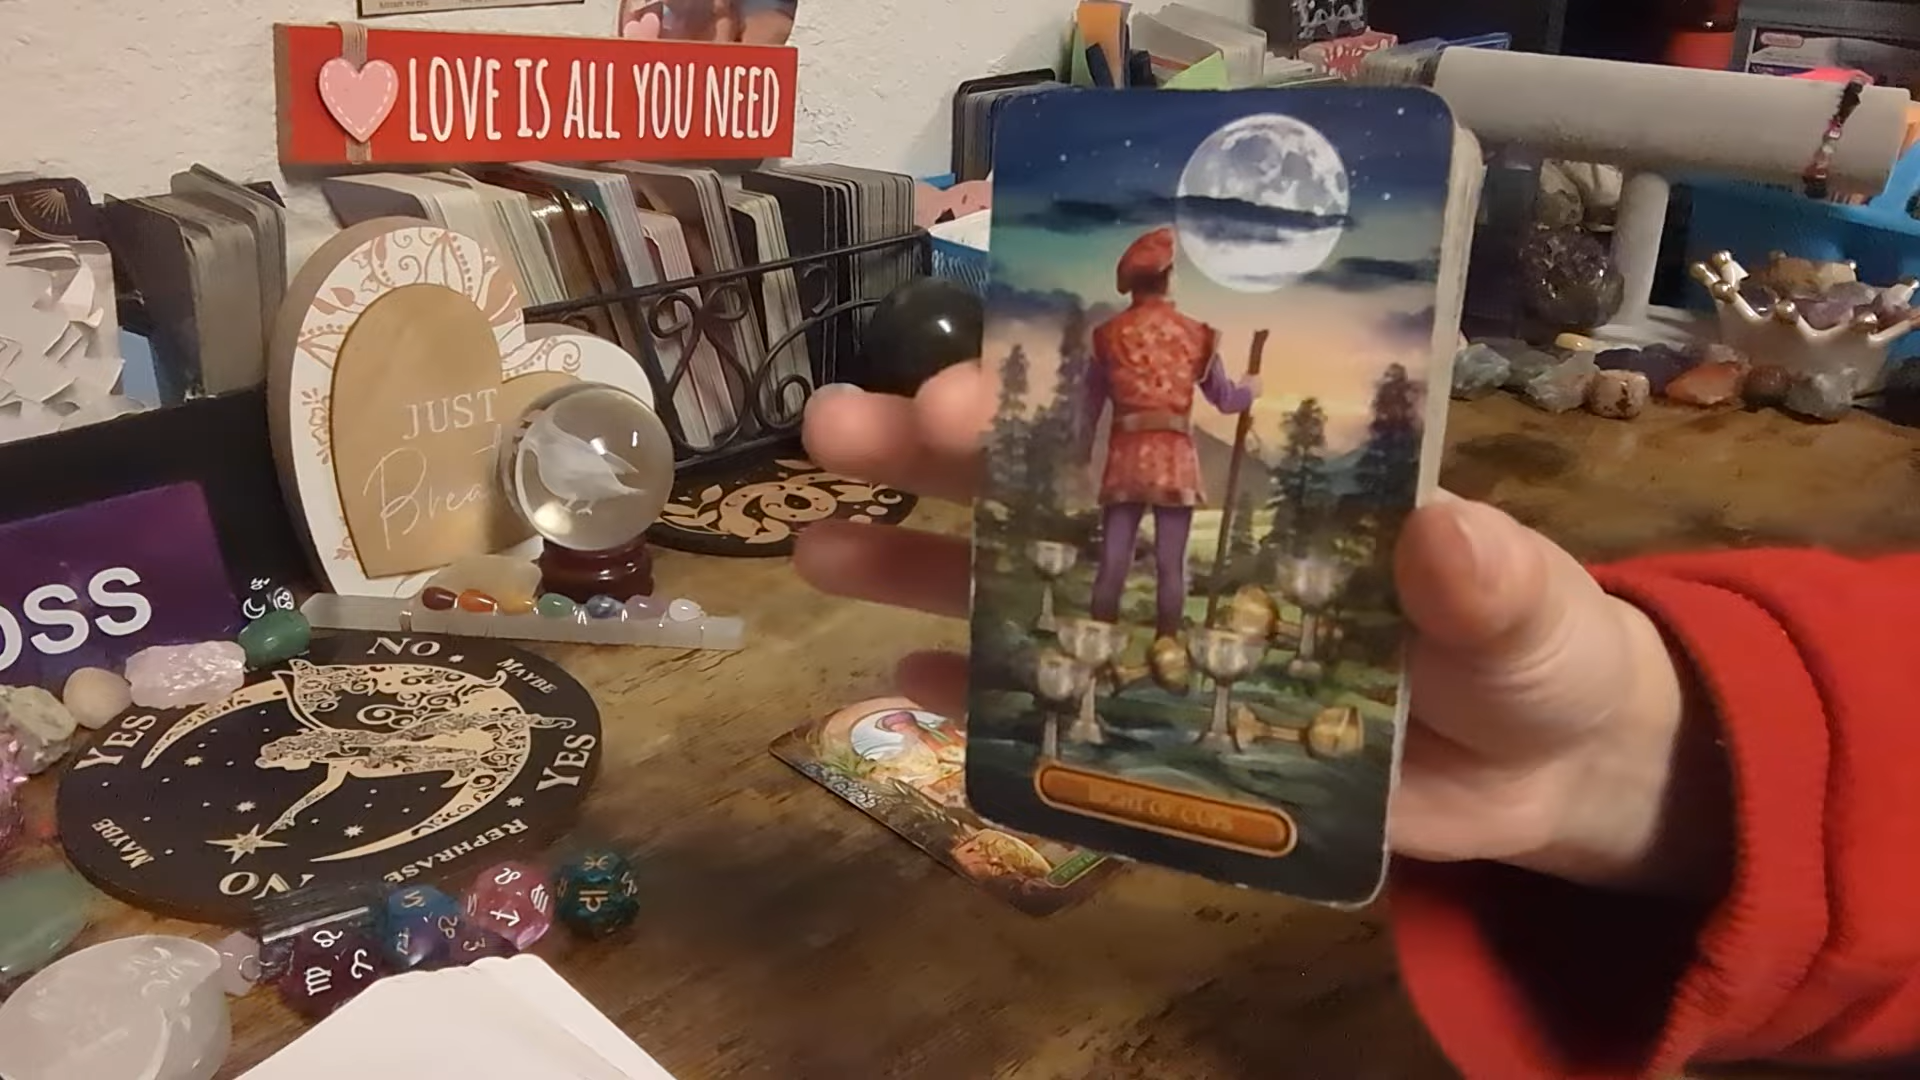 LOVE IS ALL YOU NEED
JUST
Brea
OSS
NO
MAYBE
YES
YES
MAYBE
REPHRASE
NO
EIGHT OF CUPS